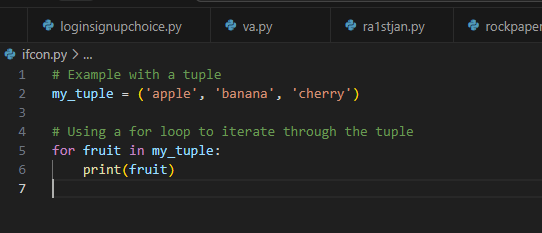 loginsignupchoice.py va.py ra1stjan.py rockpaper
ifcon.py > ...
1 # Example with a tuple
2 my_tuple = ('apple', 'banana', 'cherry')
3
4 # Using a for loop to iterate through the tuple
5 for fruit in my_tuple:
6     print(fruit)
7